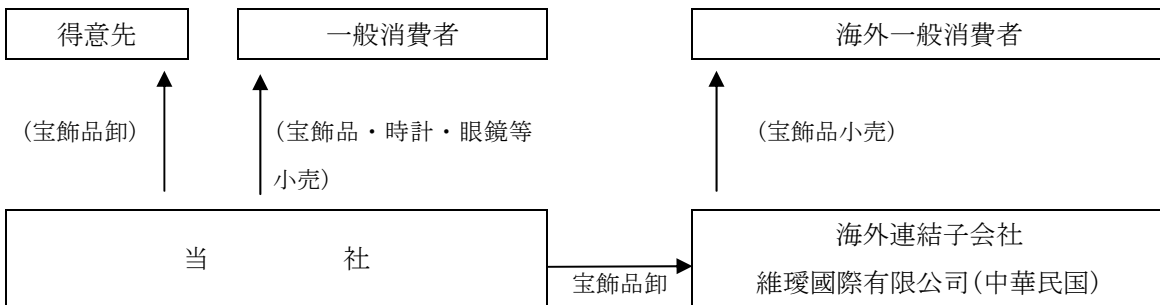 得意先
一般消費者
海外一般消費者
(宝飾品卸)
(宝飾品・時計・眼鏡等
小売)
(宝飾品小売)
当 社
宝飾品卸
海外連結子会社
維璦國際有限公司(中華民国)